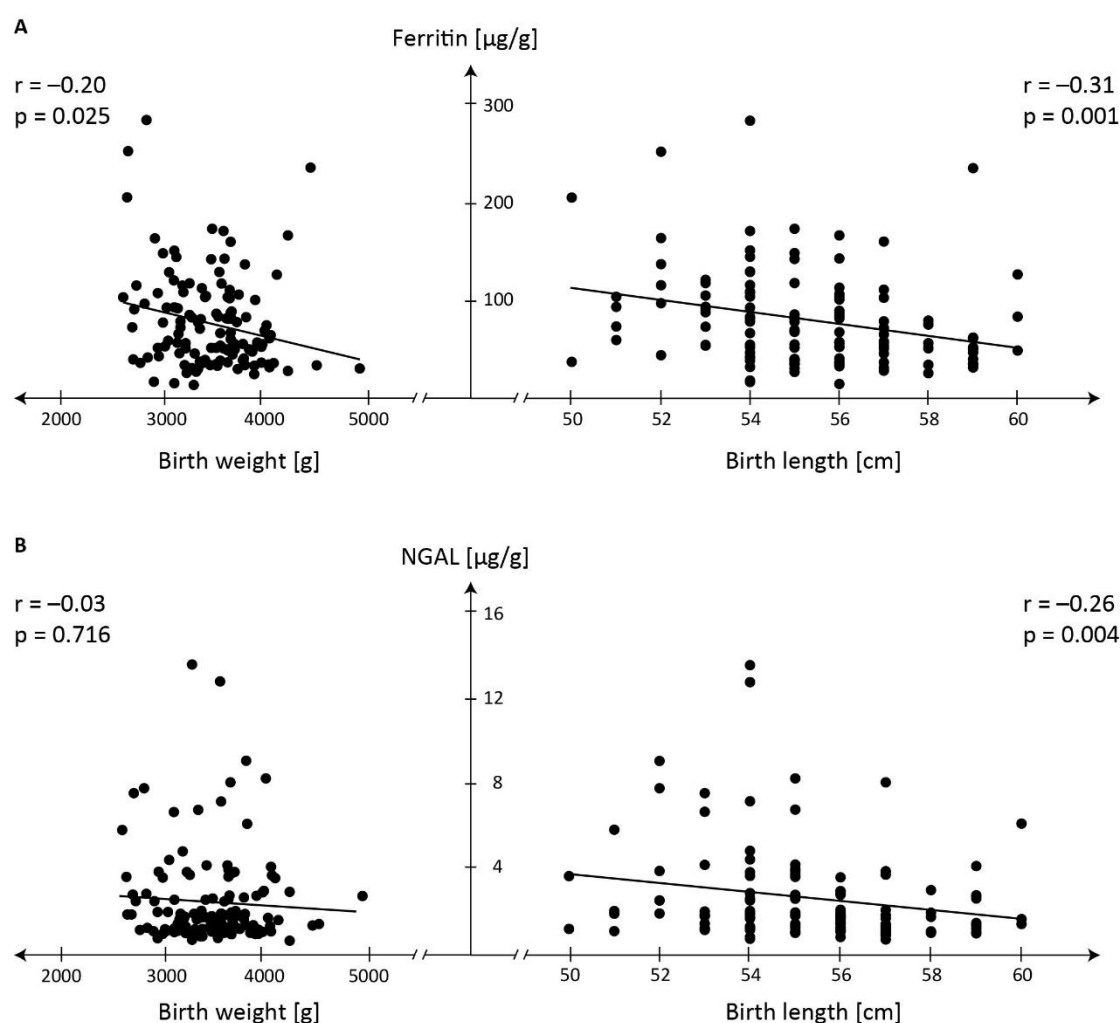 A
Ferritin [µg/g]
r = –0.20
p = 0.025
r = –0.31
p = 0.001
300
200
100
2000 3000 4000 5000
50 52 54 56 58 60
Birth weight [g]
Birth length [cm]
B
NGAL [µg/g]
r = –0.03
p = 0.716
r = –0.26
p = 0.004
16
12
8
4
2000 3000 4000 5000
50 52 54 56 58 60
Birth weight [g]
Birth length [cm]